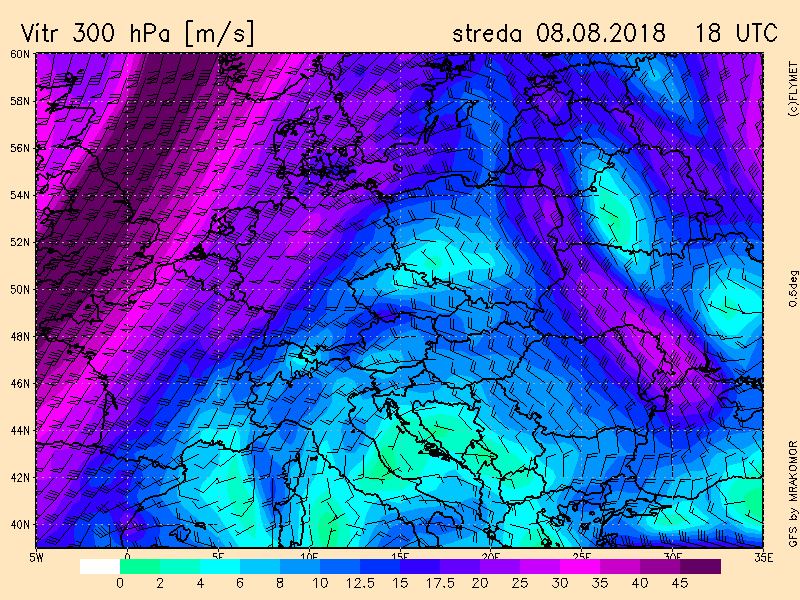 Vítr 300 hPa [m/s]
streda 08.08.2018 18 UTC
60N
58N
56N
54N
52N
50N
48N
46N
44N
42N
40N
5W
0
5E
10E
15E
20E
25E
30E
35E
(c)FLYMET
0.5deg
GFS by MRAKOMOR
0 2 4 6 8 10 12.5 15 17.5 20 25 30 35 40 45